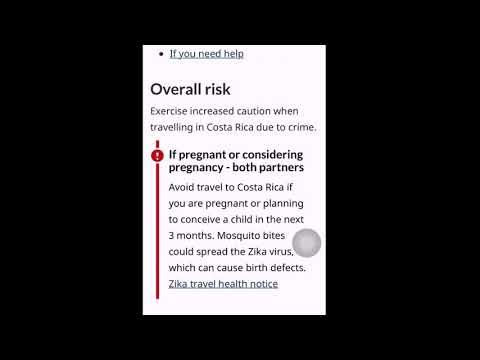 If you need help
Overall risk
Exercise increased caution when
travelling in Costa Rica due to crime.
If pregnant or considering
pregnancy - both partners
Avoid travel to Costa Rica if
you are pregnant or planning
to conceive a child in the next
3 months. Mosquito bites
could spread the Zika virus,
which can cause birth defects.
Zika travel health notice